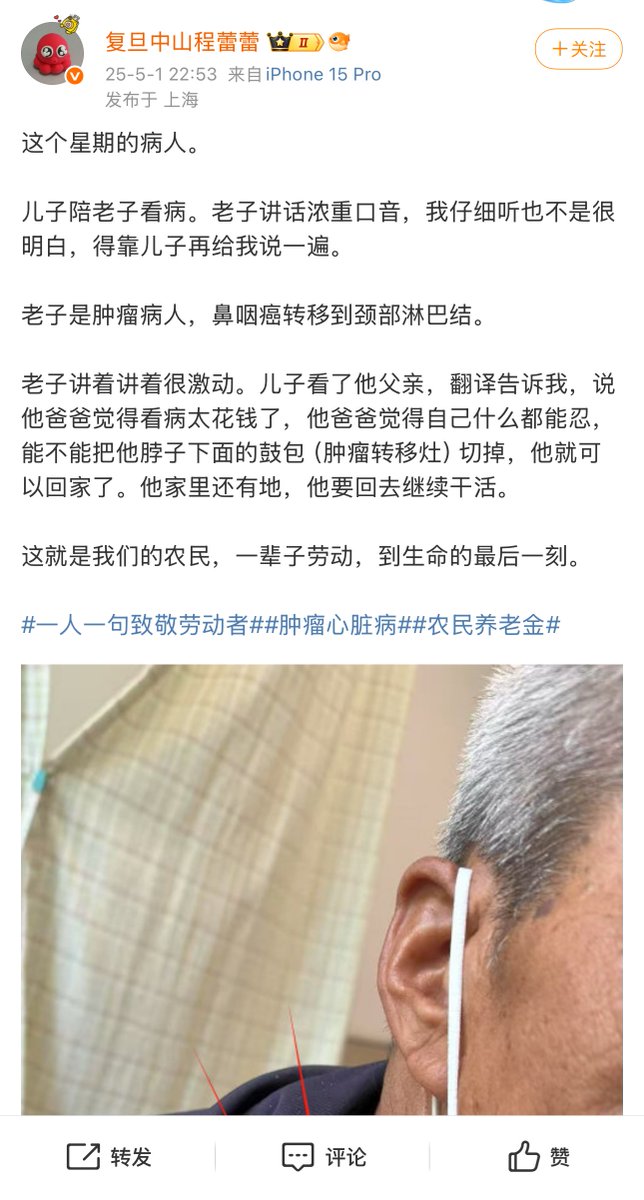 复旦中山程蕾蕾 II
25-5-1 22:53 来自iPhone 15 Pro
＋关注
发布于 上海
这个星期的病人。
儿子陪老子看病。老子讲话浓重口音，我仔细听也不是很
明白，得靠儿子再给我说一遍。
老子是肿瘤病人，鼻咽癌转移到颈部淋巴结。
老子讲着讲着很激动。儿子看了他父亲，翻译告诉我，说
他爸爸觉得看病太花钱了，他爸爸觉得自己什么都能忍，
能不能把他脖子下面的鼓包（肿瘤转移灶）切掉，他就可
以回家了。他家里还有地，他要回去继续干活。
这就是我们的农民，一辈子劳动，到生命的最后一刻。
#一人一句致敬劳动者##肿瘤心脏病##农民养老金#
转发 评论 赞